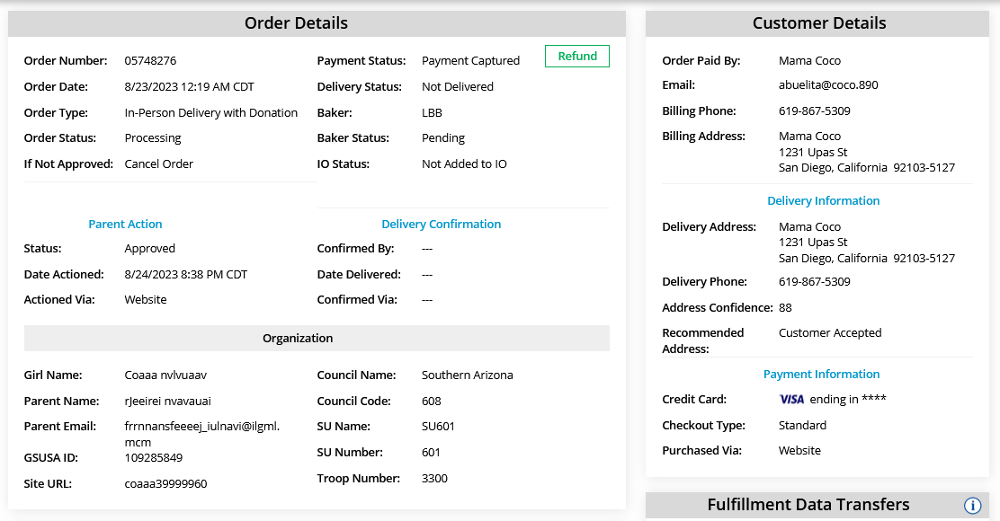 Order Details
Order Number: 05748276 Payment Status: Payment Captured Refund
Order Date: 8/23/2023 12:19 AM CDT Delivery Status: Not Delivered
Order Type: In-Person Delivery with Donation Baker: LBB
Order Status: Processing Baker Status: Pending
If Not Approved: Cancel Order IO Status: Not Added to IO
Parent Action Delivery Confirmation
Status: Approved Confirmed By: ---
Date Actioned: 8/24/2023 8:38 PM CDT Date Delivered: ---
Actioned Via: Website Confirmed Via: ---
Organization
Girl Name: Coaaa nvlvuaav Council Name: Southern Arizona
Parent Name: rJeeirei nvavauai Council Code: 608
Parent Email: frrnnansfeeeej_iulnavi@ilgml. SU Name: SU601
mcm
GSUSA ID: 109285849 SU Number: 601
Site URL: coaaa39999960 Troop Number: 3300
Customer Details
Order Paid By: Mama Coco
Email: abuelita@coco.890
Billing Phone: 619-867-5309
Billing Address: Mama Coco
1231 Upas St
San Diego, California 92103-5127
Delivery Information
Delivery Address: Mama Coco
1231 Upas St
San Diego, California 92103-5127
Delivery Phone: 619-867-5309
Address Confidence: 88
Recommended Customer Accepted
Address:
Payment Information
Credit Card: VISA ending in ****
Checkout Type: Standard
Purchased Via: Website
Fulfillment Data Transfers i